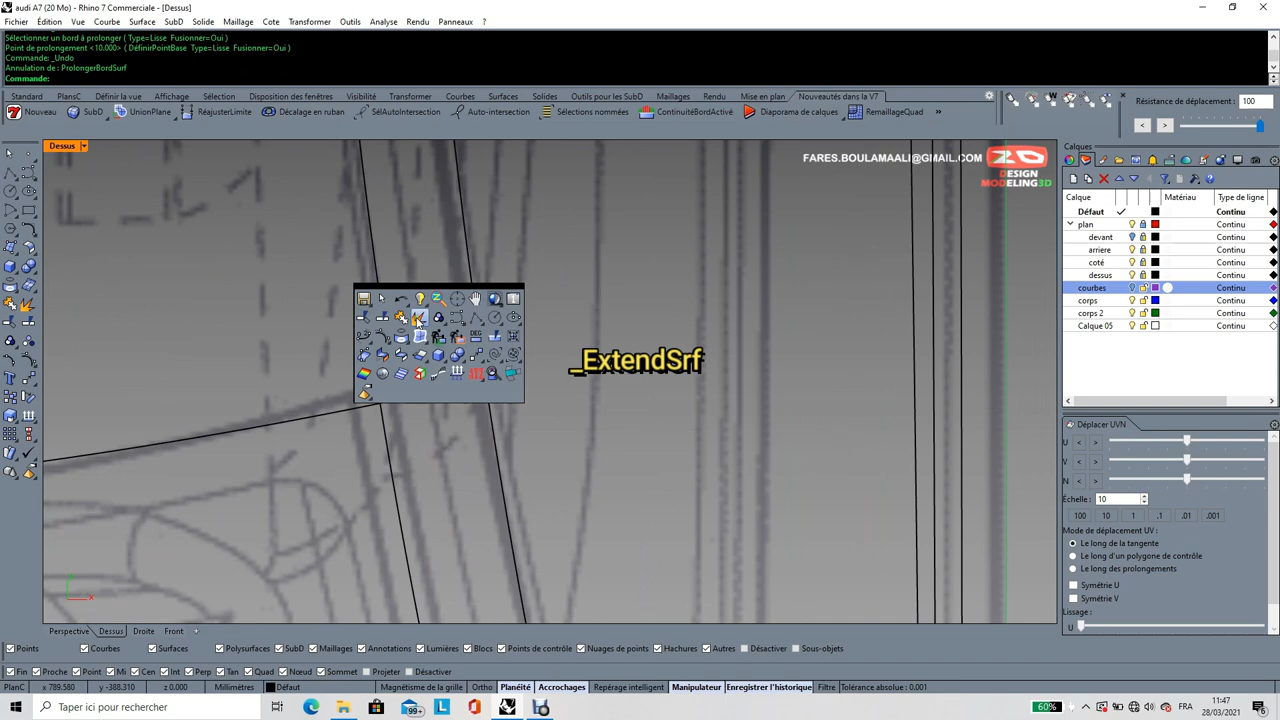 audi A7 (20 Mo) - Rhino 7 Commerciale - [Dessus]
Fichier Édition Vue Courbe Surface SubD Solide Maillage Cote Transformer Outils Analyse Rendu Panneaux ?
Sélectionner un bord à prolonger ( Type=Lisse Fusionner=Oui )
Point de prolongement <10.000> ( DéfinirPointBase Type=Lisse Fusionner=Oui )
Commande: _Undo
Annulation de : ProlongerBordSurf
Commande:
Standard PlansC Définir la vue Affichage Sélection Disposition des fenêtres Visibilité Transformer Courbes Surfaces Solides Outils pour les SubD Maillages Rendu Mise en plan Nouveautés dans la V7
Nouveau SubD UnionPlane RéajusterLimite Décalage en ruban SélAutoIntersection Auto-intersection Sélections nommées ContinuitéBordActivé Diaporama de calques RemaillageQuad »
Résistance de déplacement : 100
< >
Dessus
FARES.BOULAMAALI@GMAIL.COM
DESIGN
MODELING3D
Calques
Calque Matériau Type de ligne
Défaut Continu
plan Continu
devant Continu
arriere Continu
coté Continu
dessus Continu
courbes Continu
corps Continu
corps 2 Continu
Calque 05 Continu
_ExtendSrf
Déplacer UVN
U < >
V < >
N < >
Échelle : 10
100 10 1 .1 .01 .001
Mode de déplacement UV :
Le long de la tangente
Le long d'un polygone de contrôle
Le long des prolongements
Symétrie U
Symétrie V
Lissage :
U
x
Perspective Dessus Droite Front
Points Courbes Surfaces Polysurfaces SubD Maillages Annotations Lumières Blocs Points de contrôle Nuages de points Hachures Autres Désactiver Sous-objets
Fin Proche Point Mi Cen Int Perp Tan Quad Nœud Sommet Projeter Désactiver
PlanC x 789.580 y -388.310 z 0.000 Millimètres Défaut Magnétisme de la grille Ortho Planéité Accrochages Repérage intelligent Manipulateur Enregistrer l'historique Filtre Tolérance absolue : 0.001
Taper ici pour rechercher 99+ L 60% FRA 11:47
28/03/2021